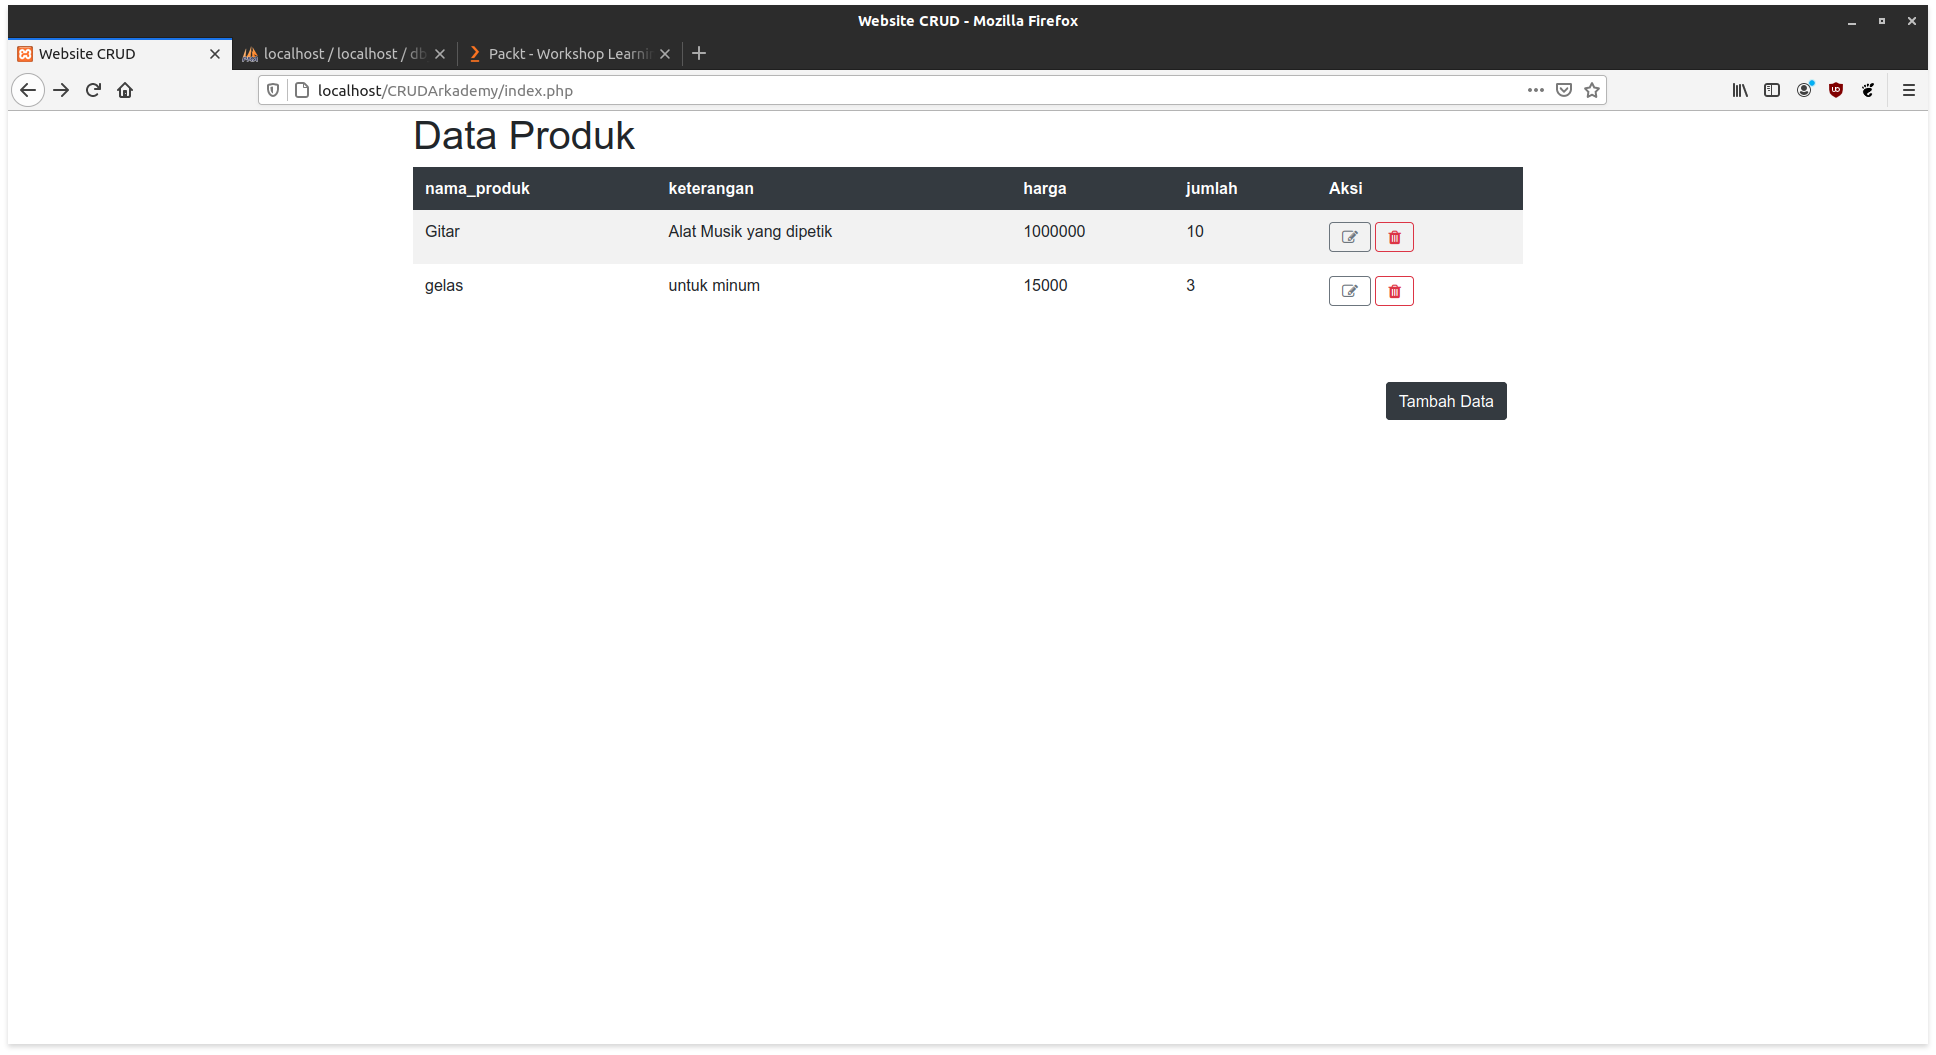 Website CRUD - Mozilla Firefox
Website CRUD
localhost / localhost / db
Packt - Workshop Learni
localhost/CRUDArkademy/index.php
Data Produk
nama_produk keterangan harga jumlah Aksi
Gitar Alat Musik yang dipetik 1000000 10
gelas untuk minum 15000 3
Tambah Data